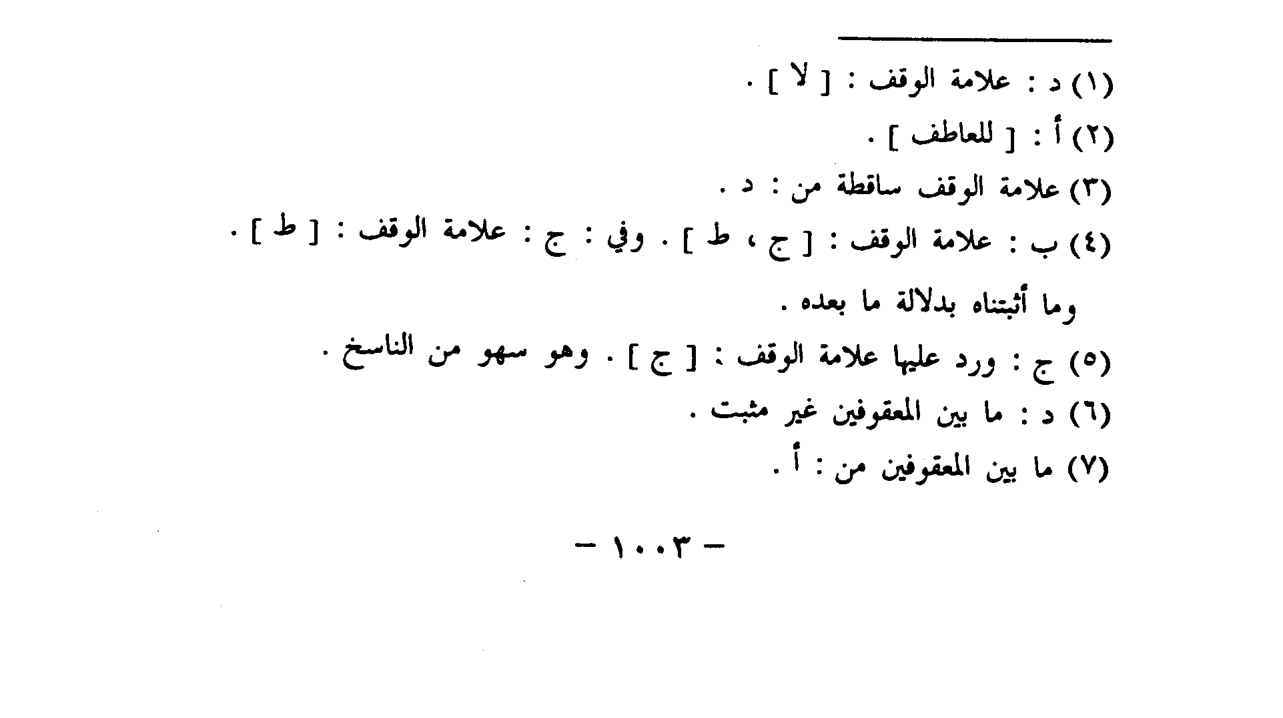 (١) د : علامة الوقف : [ لا ] .
(٢) أ : [ للعاطف ] .
(٣) علامة الوقف ساقطة من : د .
(٤) ب : علامة الوقف : [ ج ، ط ] . وفي : ج : علامة الوقف : [ ط ] .
وما أثبتناه بدلالة ما بعده .
(٥) ج : ورد عليها علامة الوقف : [ ج ] . وهو سهو من الناسخ .
(٦) د : ما بين المعقوفين غير مثبت .
(٧) ما بين المعقوفين من : أ .
– ١٠٠٣ –